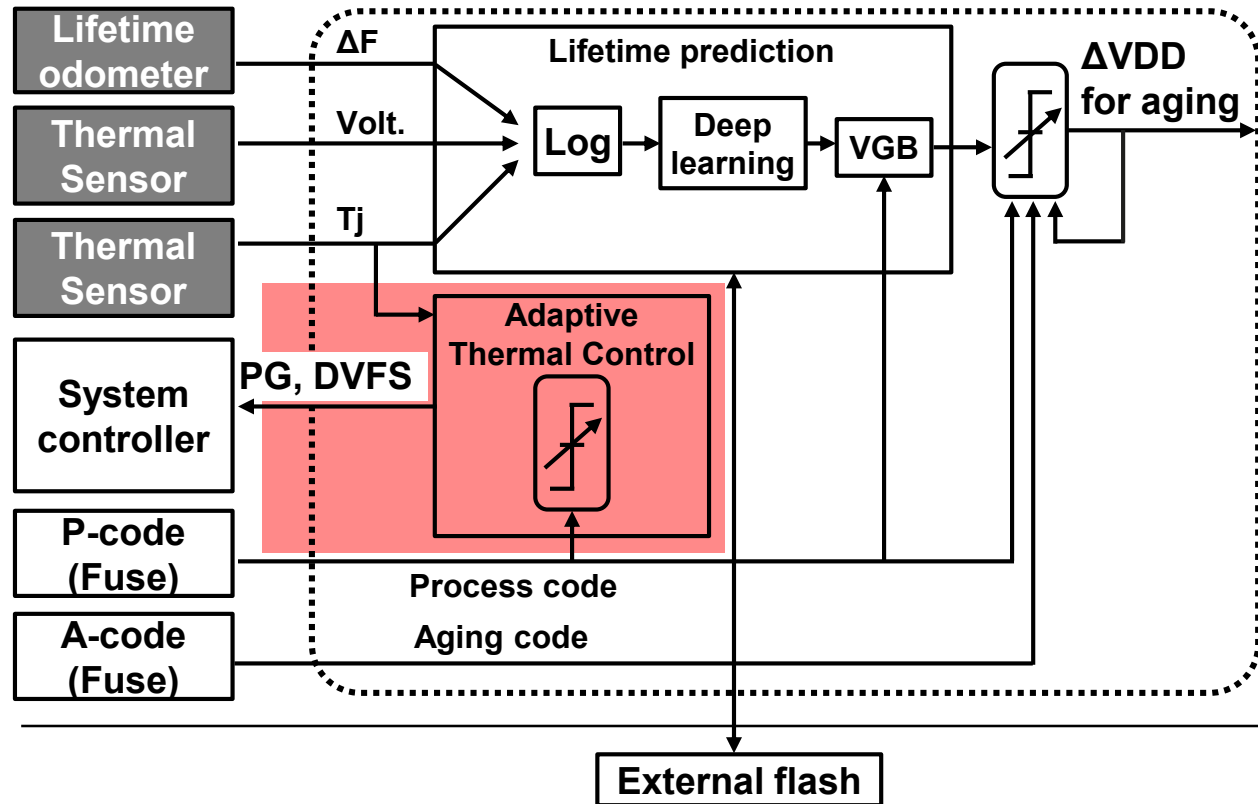 Lifetime
odometer
Thermal
Sensor
Thermal
Sensor
System
controller
P-code
(Fuse)
A-code
(Fuse)
ΔF
Volt.
Tj
Lifetime prediction
Log
Deep
learning
VGB
ΔVDD
for aging
Adaptive
Thermal Control
PG, DVFS
Process code
Aging code
External flash